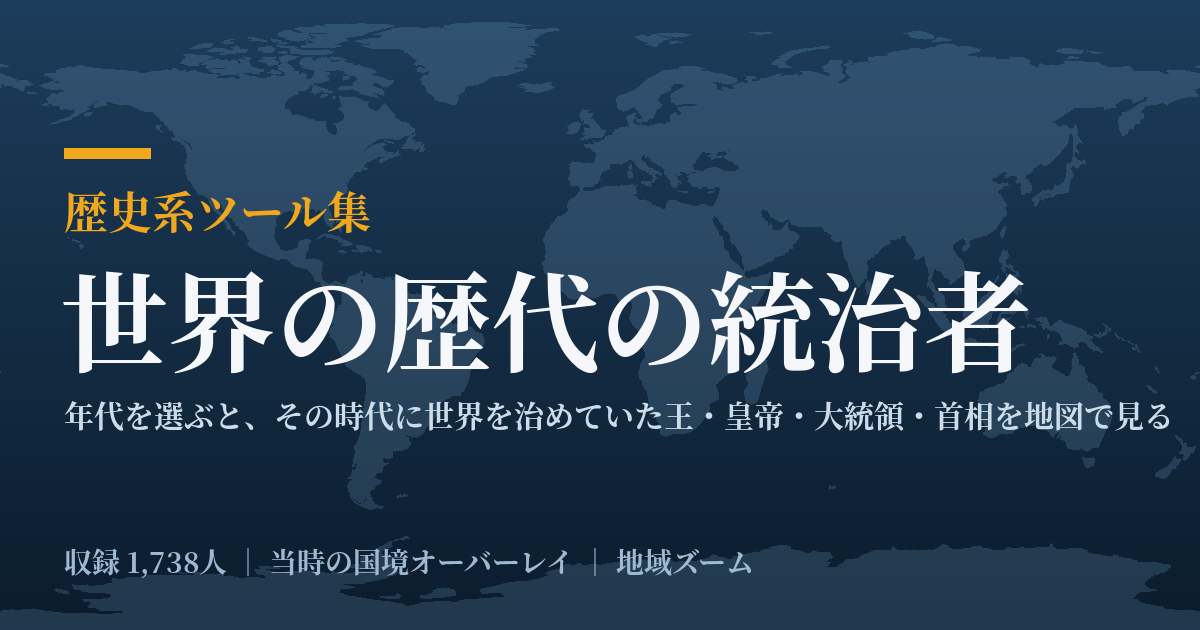 歴史系ツール集
世界の歴代の統治者
年代を選ぶと、その時代に世界を治めていた王・皇帝・大統領・首相を地図で見る
収録 1,738人 ｜ 当時の国境オーバーレイ ｜ 地域ズーム